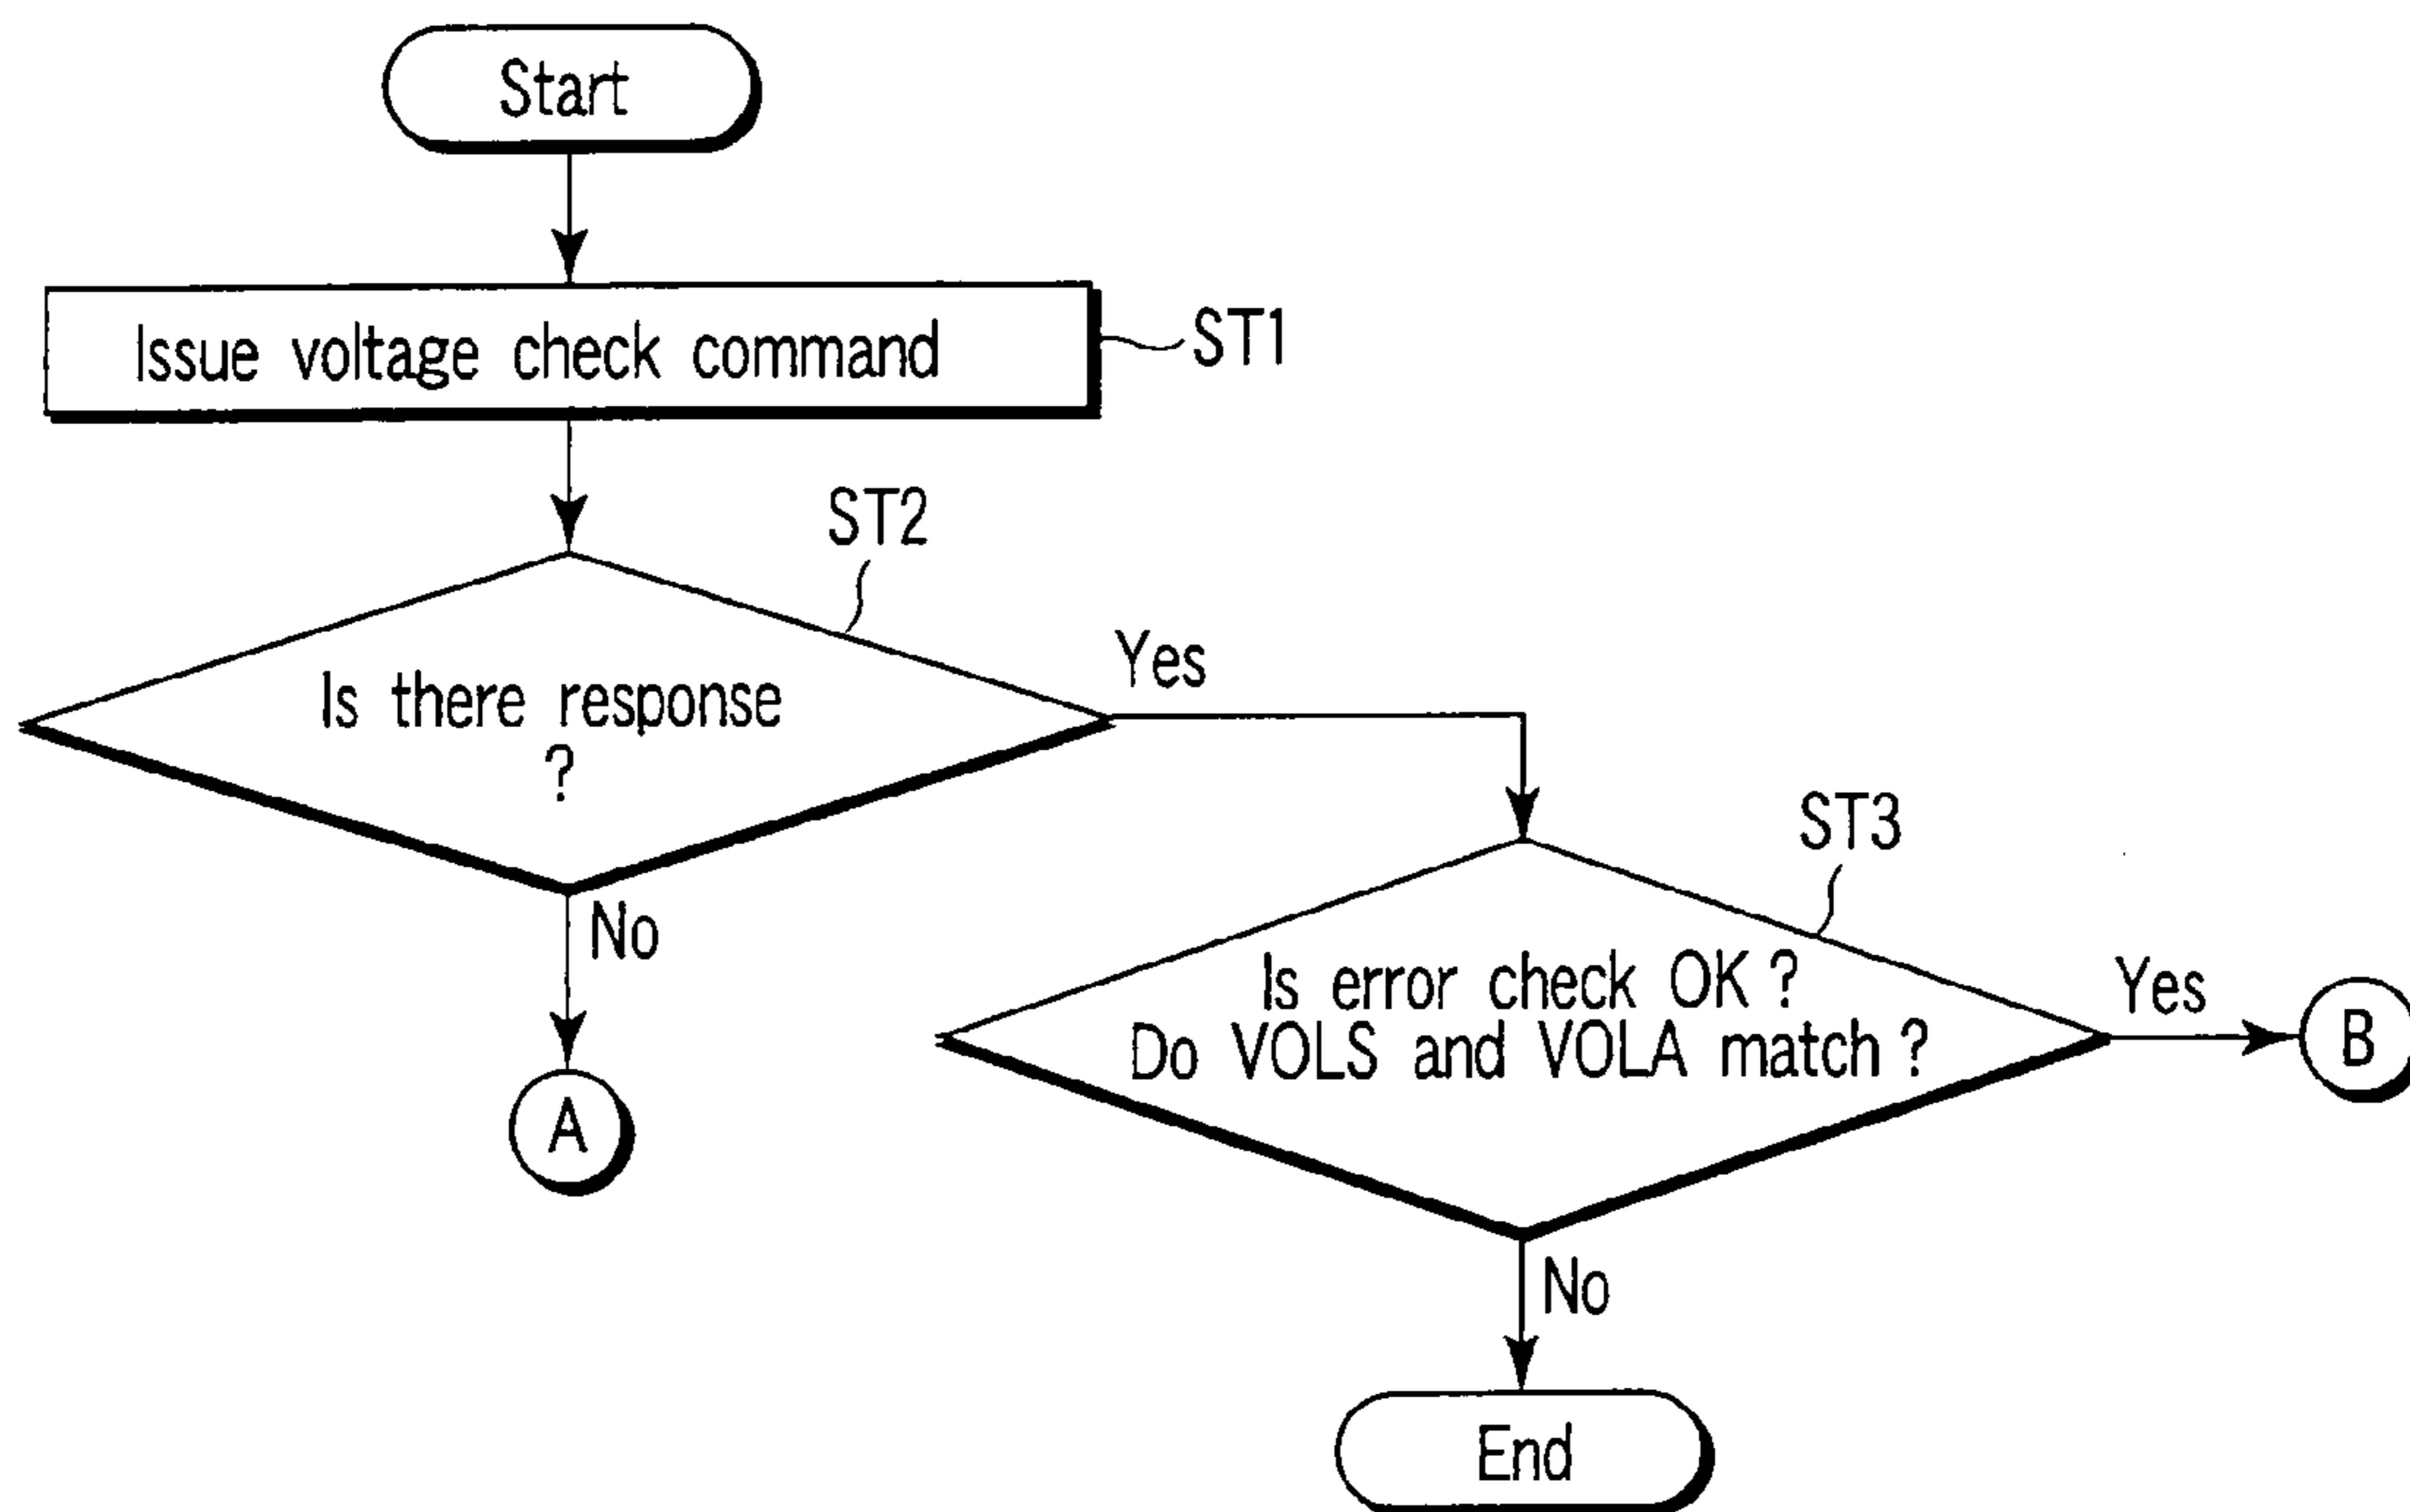 Start
Issue voltage check command
ST1
ST2
Is there response
?
Yes
No
A
ST3
Is error check OK ?
Do VOLS and VOLA match ?
Yes
B
No
End